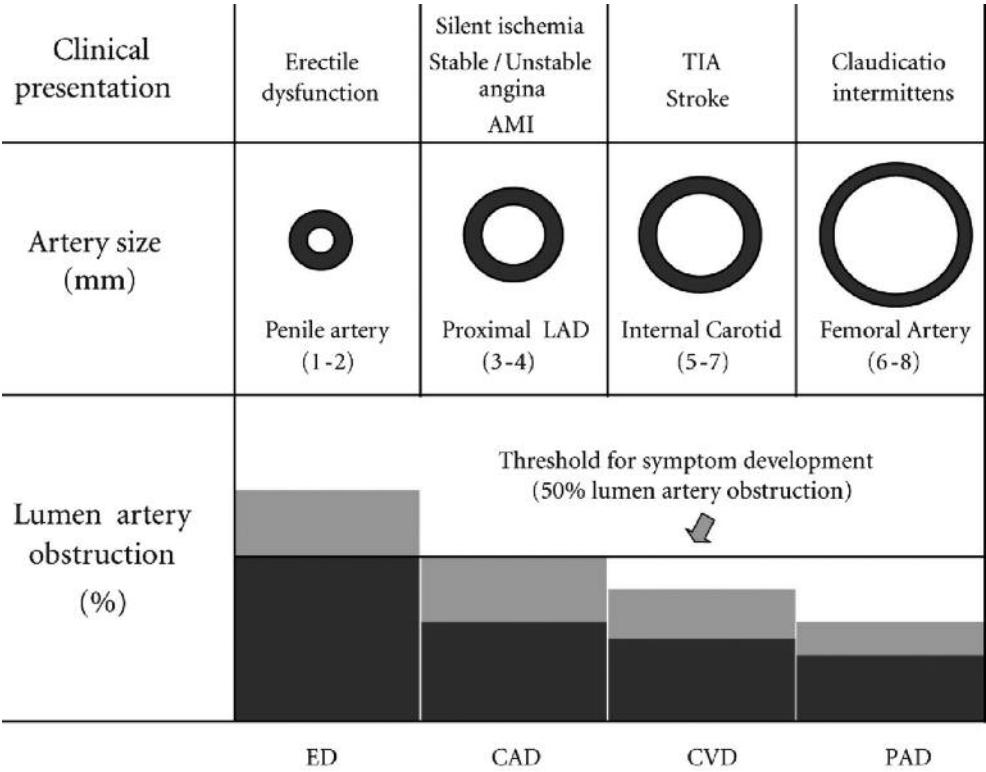 Clinical
presentation
Erectile
dysfunction
Silent ischemia
Stable / Unstable
angina
AMI
TIA
Stroke
Claudicatio
intermittens
Artery size
(mm)
Penile artery
(1-2)
Proximal LAD
(3-4)
Internal Carotid
(5-7)
Femoral Artery
(6-8)
Lumen artery
obstruction
(%)
Threshold for symptom development
(50% lumen artery obstruction)
ED
CAD
CVD
PAD